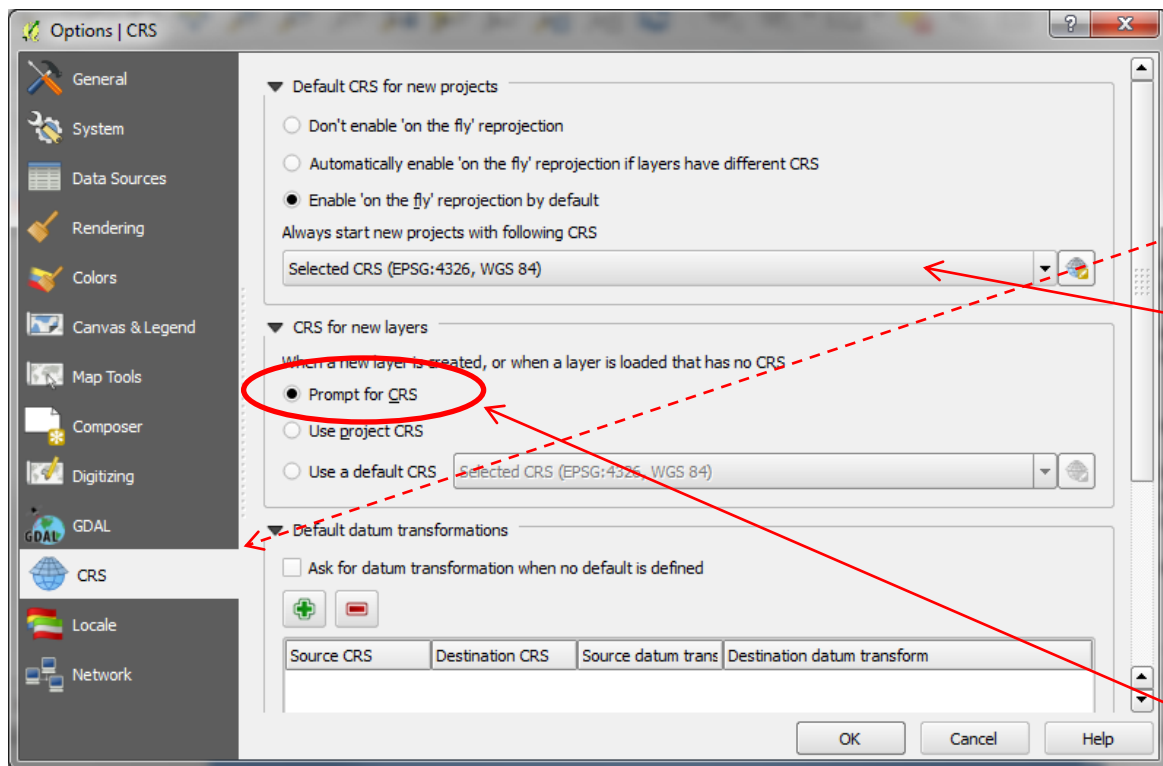 Options | CRS
?
X
General
System
Data Sources
Rendering
Colors
Canvas & Legend
Map Tools
Composer
Digitizing
GDAL
GDAL
CRS
Locale
Network
Default CRS for new projects
Don't enable 'on the fly' reprojection
Automatically enable 'on the fly' reprojection if layers have different CRS
Enable 'on the fly' reprojection by default
Always start new projects with following CRS
Selected CRS (EPSG:4326, WGS 84)
CRS for new layers
When a new layer is created, or when a layer is loaded that has no CRS
Prompt for CRS
Use project CRS
Use a default CRS Selected CRS (EPSG:4326, WGS 84)
Default datum transformations
Ask for datum transformation when no default is defined
Source CRS Destination CRS Source datum trans Destination datum transform
OK Cancel Help